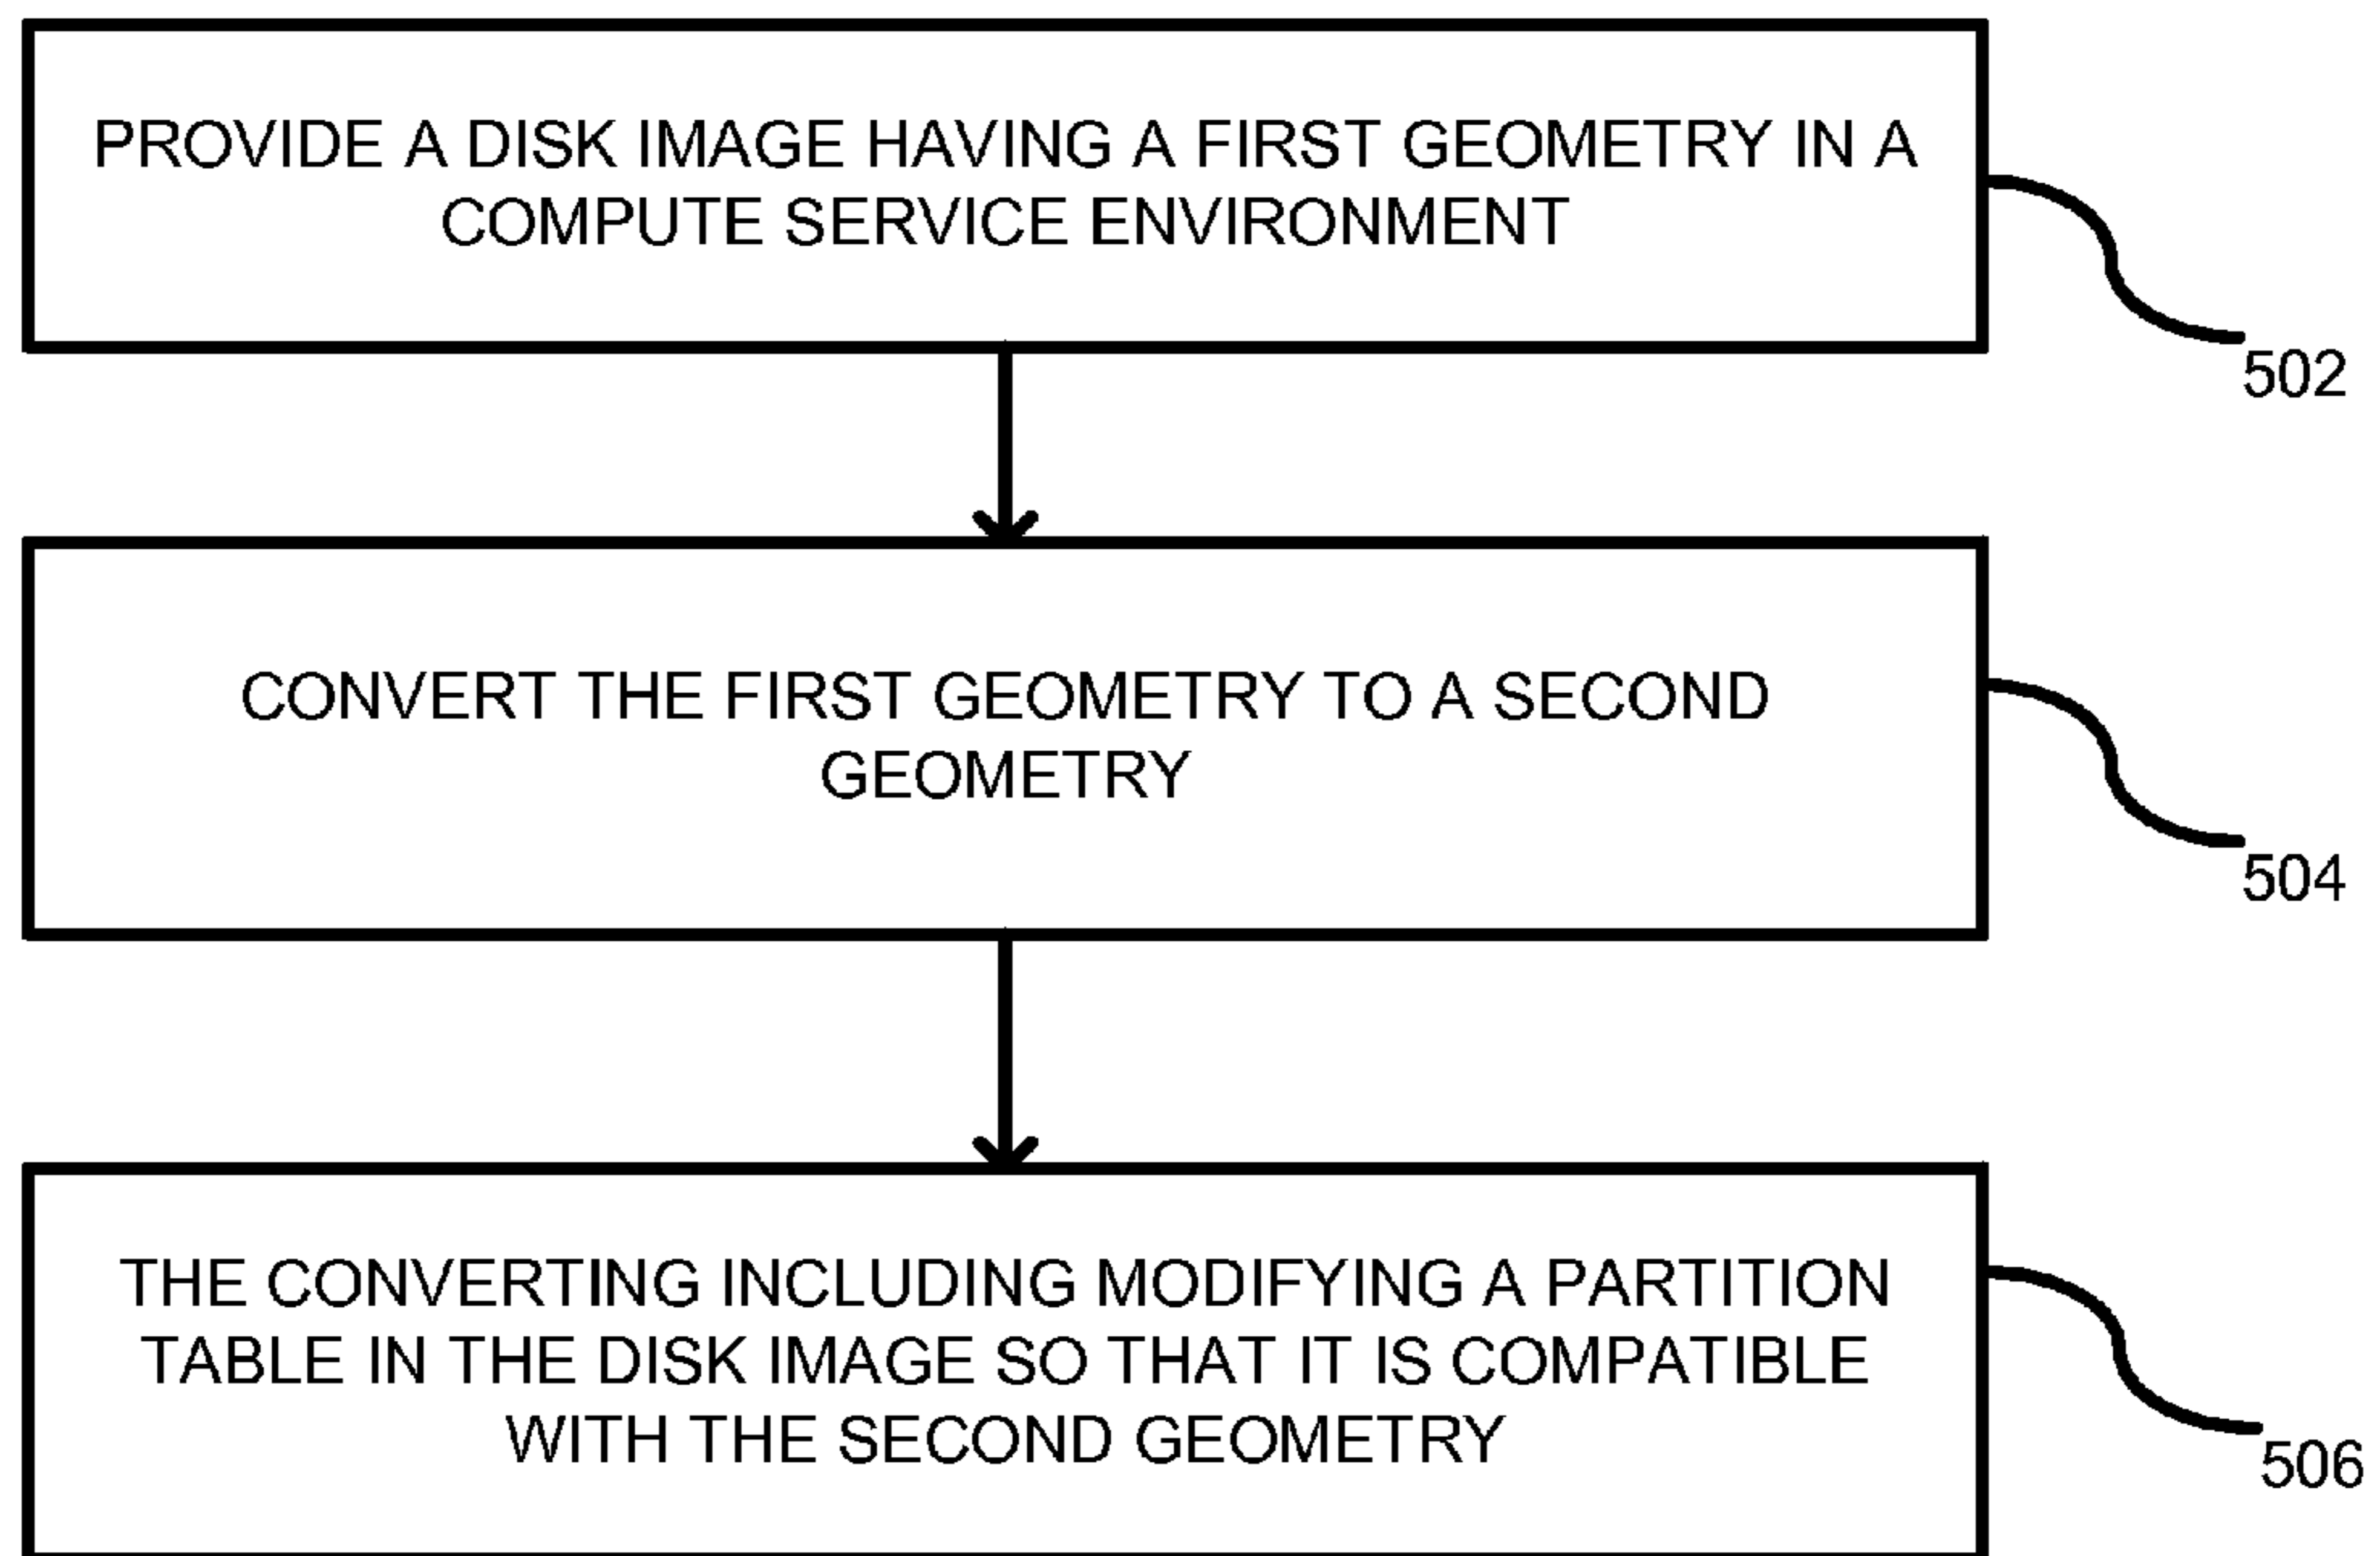 PROVIDE A DISK IMAGE HAVING A FIRST GEOMETRY IN A
COMPUTE SERVICE ENVIRONMENT
502
CONVERT THE FIRST GEOMETRY TO A SECOND
GEOMETRY
504
THE CONVERTING INCLUDING MODIFYING A PARTITION
TABLE IN THE DISK IMAGE SO THAT IT IS COMPATIBLE
WITH THE SECOND GEOMETRY
506